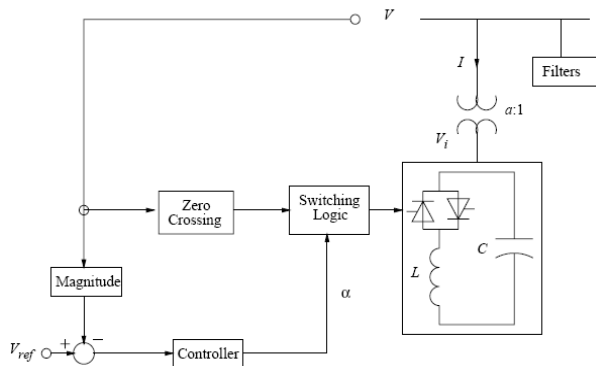 V
I
Filters
a:1
V_i
Zero
Crossing
Switching
Logic
L
C
Magnitude
α
V_ref
+
−
Controller